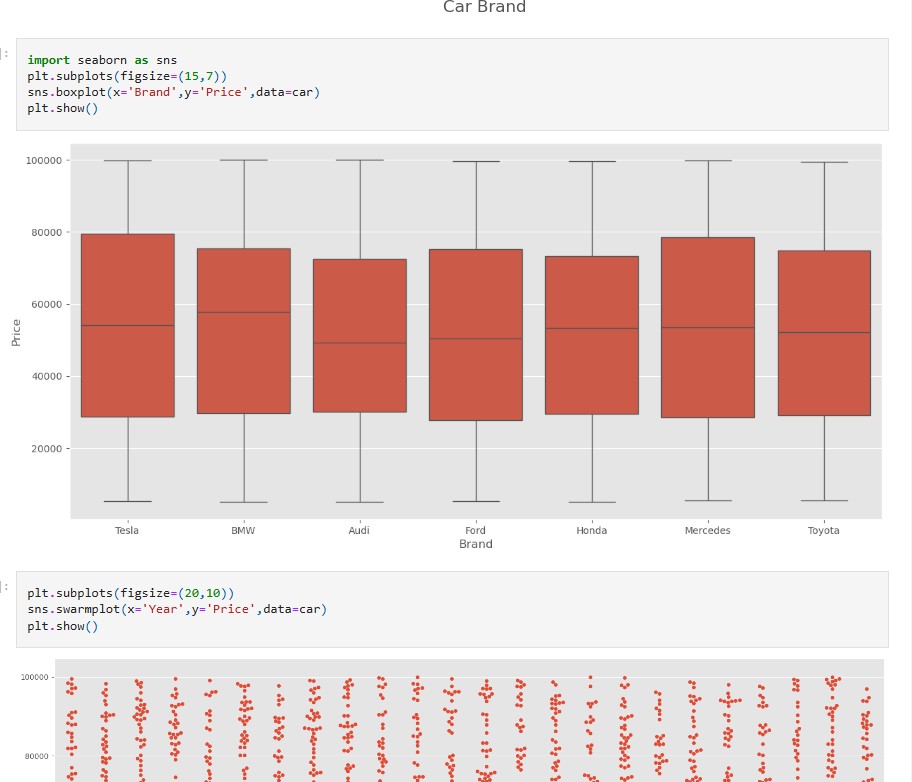 Car Brand
]:
import seaborn as sns
plt.subplots(figsize=(15,7))
sns.boxplot(x='Brand',y='Price',data=car)
plt.show()
100000
80000
60000
40000
20000
Price
Tesla BMW Audi Ford Honda Mercedes Toyota
Brand
]:
plt.subplots(figsize=(20,10))
sns.swarmplot(x='Year',y='Price',data=car)
plt.show()
100000
80000